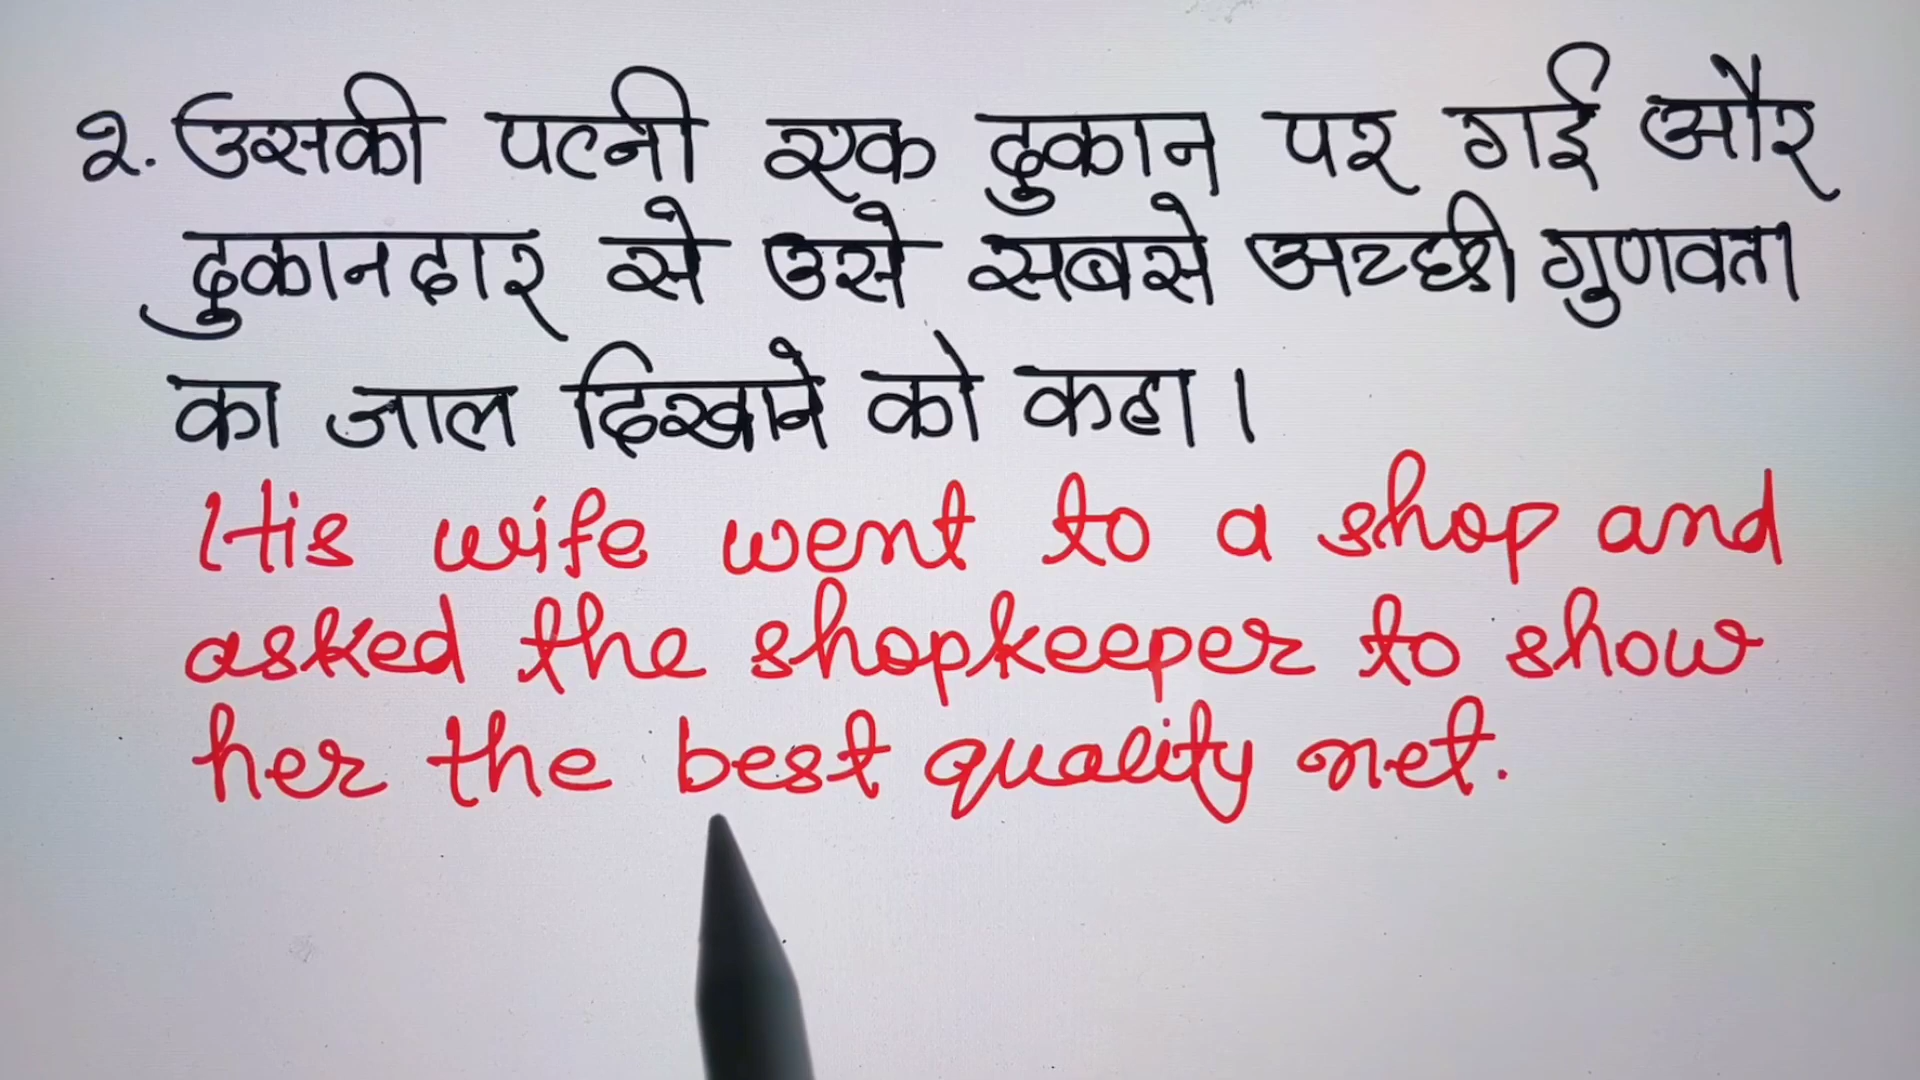 २. उसकी पत्नी एक दुकान पर गई और
दुकानदार से उसे सबसे अच्छी गुणवता
का जाल दिखाने को कहा।
His wife went to a shop and
asked the shopkeeper to show
her the best quality net.